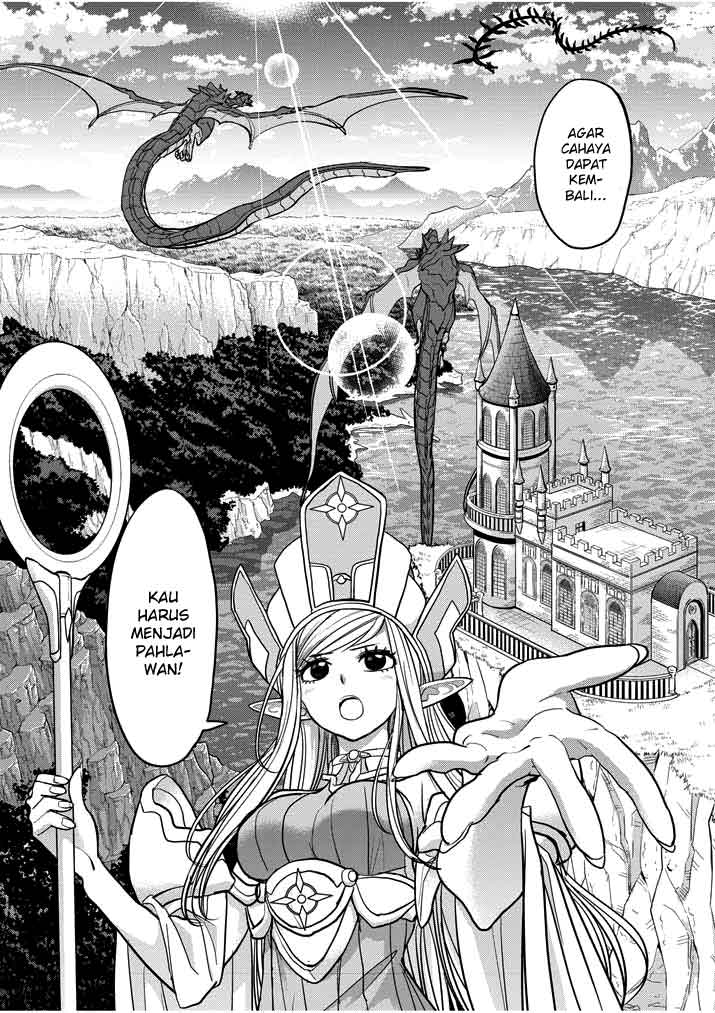 AGAR
CAHAYA
DAPAT
KEM-
BALI...
KAU
HARUS
MENJADI
PAHLA-
WAN!